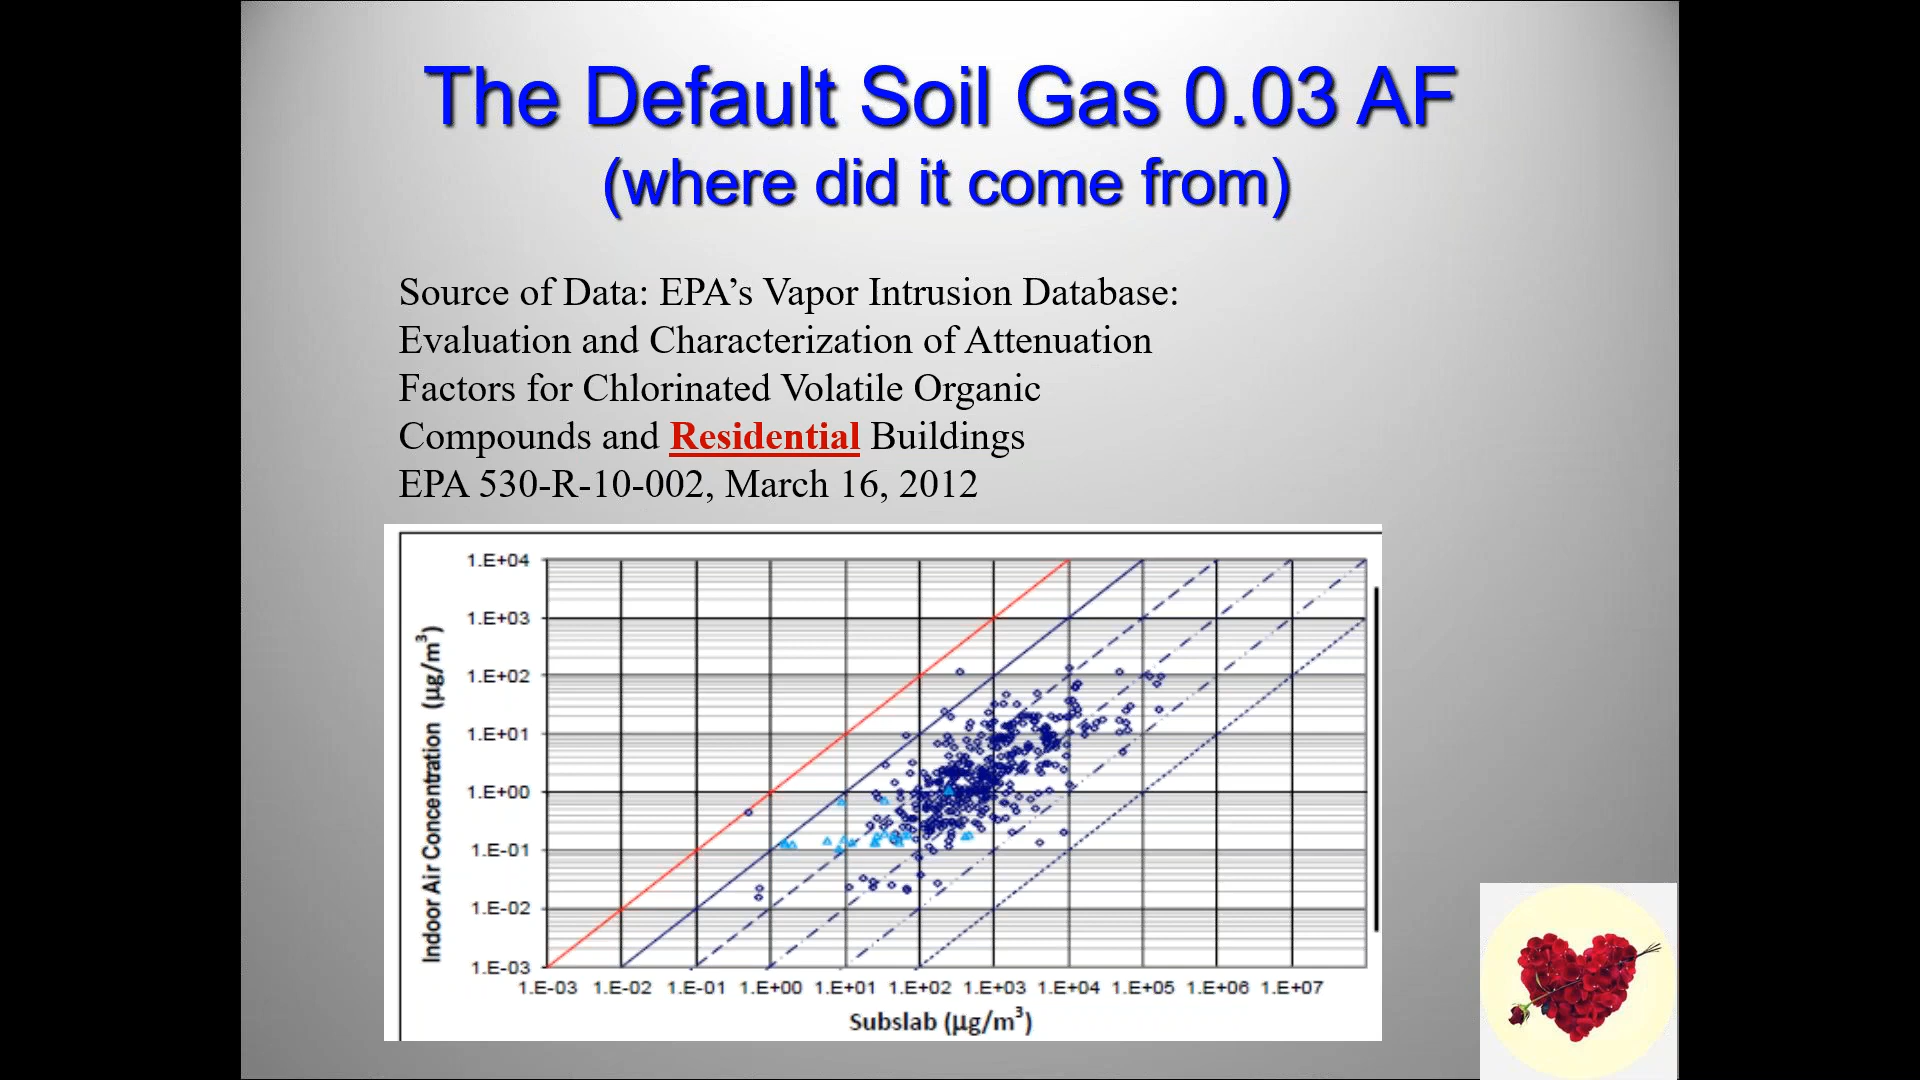 The Default Soil Gas 0.03 AF
(where did it come from)
Source of Data: EPA’s Vapor Intrusion Database:
Evaluation and Characterization of Attenuation
Factors for Chlorinated Volatile Organic
Compounds and Residential Buildings
EPA 530-R-10-002, March 16, 2012
Indoor Air Concentration (µg/m³)
1.E+04
1.E+03
1.E+02
1.E+01
1.E+00
1.E-01
1.E-02
1.E-03
1.E-03 1.E-02 1.E-01 1.E+00 1.E+01 1.E+02 1.E+03 1.E+04 1.E+05 1.E+06 1.E+07
Subslab (µg/m³)